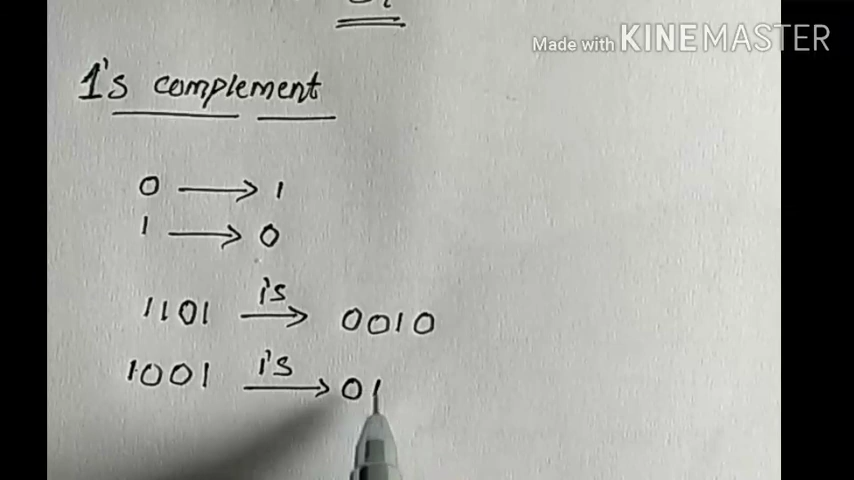 Made with KINEMASTER
1's complement
0 → 1
1 → 0
1101 1's → 0010
1001 1's → 01